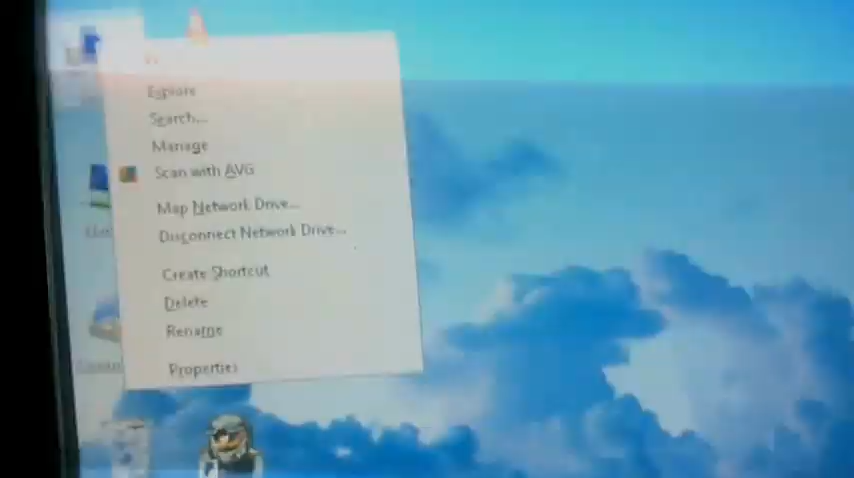 Explore
Search...
Manage
Scan with AVG
Map Network Drive...
Disconnect Network Drive...
Create Shortcut
Delete
Rename
Properties